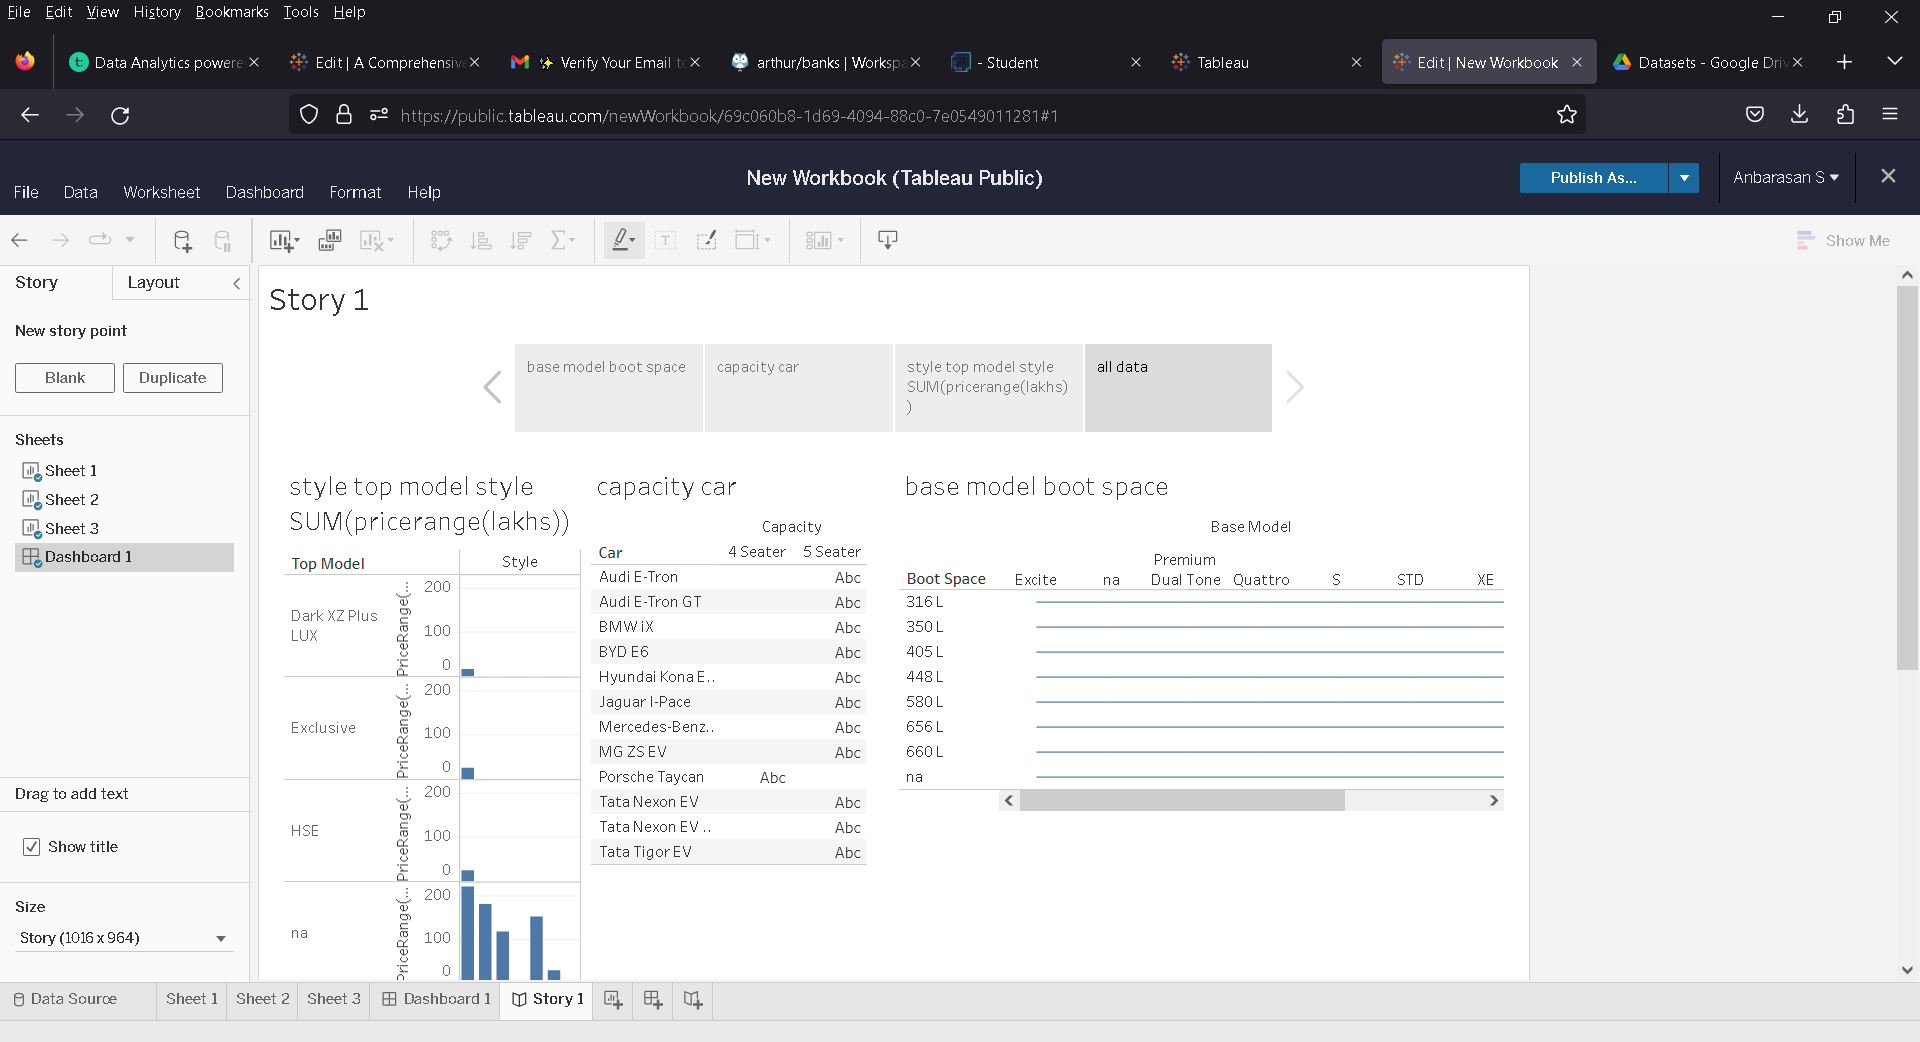 File Edit View History Bookmarks Tools Help
Data Analytics powere
Edit | A Comprehensive
Verify Your Email to
arthur/banks | Workspa
- Student
Tableau
Edit | New Workbook
Datasets - Google Driv
https://public.tableau.com/newWorkbook/69c060b8-1d69-4094-88c0-7e0549011281#1
New Workbook (Tableau Public)
Publish As...
Anbarasan S
File Data Worksheet Dashboard Format Help
Show Me
Story
Layout
New story point
Blank
Duplicate
Sheets
Sheet 1
Sheet 2
Sheet 3
Dashboard 1
Drag to add text
Show title
Size
Story (1016 x 964)
Story 1
base model boot space
capacity car
style top model style
SUM(pricerange(lakhs)
)
all data
style top model style
SUM(pricerange(lakhs))
Top Model
Style
Dark XZ Plus
LUX
PriceRange(...
200
100
0
Exclusive
PriceRange(...
200
100
0
HSE
PriceRange(...
200
100
0
na
PriceRange(...
200
100
0
capacity car
Capacity
Car 4 Seater 5 Seater
Audi E-Tron Abc
Audi E-Tron GT Abc
BMW iX Abc
BYD E6 Abc
Hyundai Kona E.. Abc
Jaguar I-Pace Abc
Mercedes-Benz.. Abc
MG ZS EV Abc
Porsche Taycan Abc
Tata Nexon EV Abc
Tata Nexon EV .. Abc
Tata Tigor EV Abc
base model boot space
Base Model
Premium
Boot Space Excite na Dual Tone Quattro S STD XE
316 L
350 L
405 L
448 L
580 L
656 L
660 L
na
Data Source
Sheet 1
Sheet 2
Sheet 3
Dashboard 1
Story 1